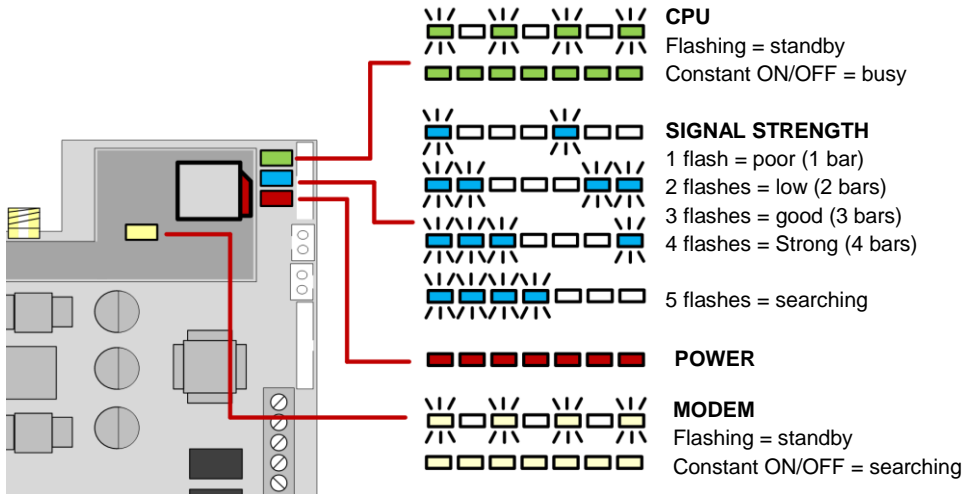 CPU
Flashing = standby
Constant ON/OFF = busy
SIGNAL STRENGTH
1 flash = poor (1 bar)
2 flashes = low (2 bars)
3 flashes = good (3 bars)
4 flashes = Strong (4 bars)
5 flashes = searching
POWER
MODEM
Flashing = standby
Constant ON/OFF = searching